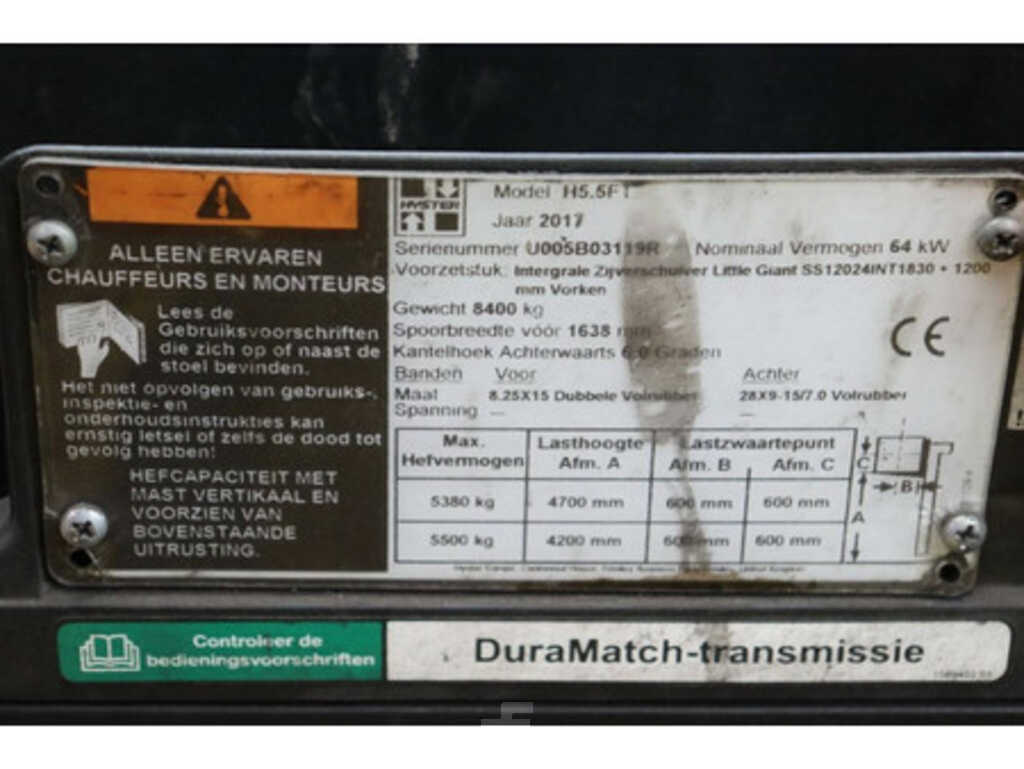 ALLEEN ERVAREN
CHAUFFEURS EN MONTEURS
Lees de
Gebruiksvoorschriften
die zich op of naast de
stoel bevinden.
Het niet opvolgen van gebruiks-,
inspektie- en
onderhoudsinstrukties kan
ernstig letsel of zelfs de dood tot
gevolg hebben!
HEFCAPACITEIT MET
MAST VERTIKAAL EN
VOORZIEN VAN
BOVENSTAANDE
UITRUSTING.
HYSTER
Model H5.5FT
Jaar 2017
Serienummer U005B03119R Nominaal Vermogen 64 kW
Voorzetstuk: Intergrale Zijverschuiver Little Giant SS12024INT1830 + 1200
mm Vorken
Gewicht 8400 kg
Spoorbreedte vóór 1638 mm
Kantelhoek Achterwaarts 6.0 Graden
CE
Banden Voor Achter
Maat 8.25X15 Dubbele Volrubber 28X9-15/7.0 Volrubber
Spanning — —
Max. Lasthoogte Lastzwaartepunt
Hefvermogen Afm. A Afm. B Afm. C
5380 kg 4700 mm 600 mm 600 mm
5500 kg 4200 mm 600 mm 600 mm
C
B
A
Controleer de
bedieningsvoorschriften
DuraMatch-transmissie